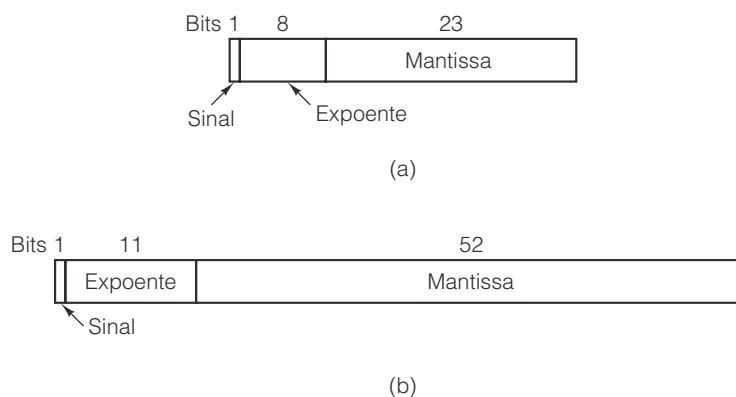 Bits 1 8 23
Mantissa
Sinal Expoente
(a)
Bits 1 11 52
Expoente Mantissa
Sinal
(b)